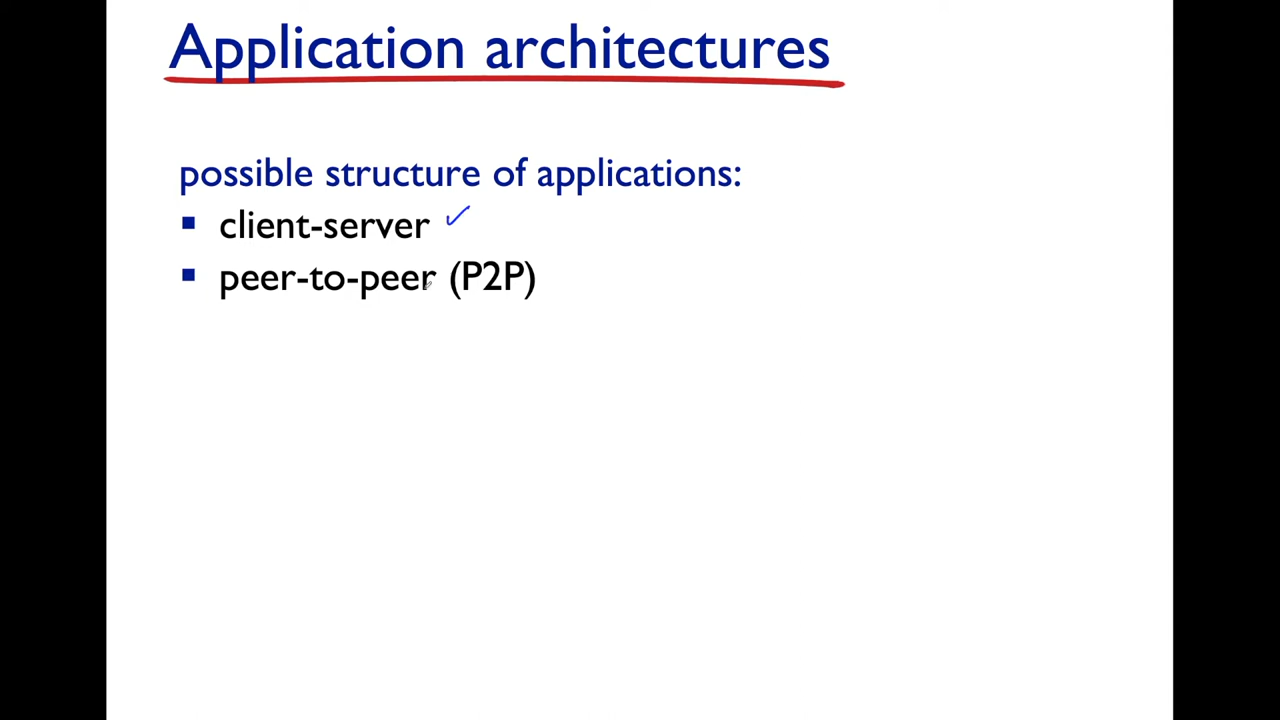 Application architectures
possible structure of applications:
▪ client-server ✓
▪ peer-to-peer (P2P)